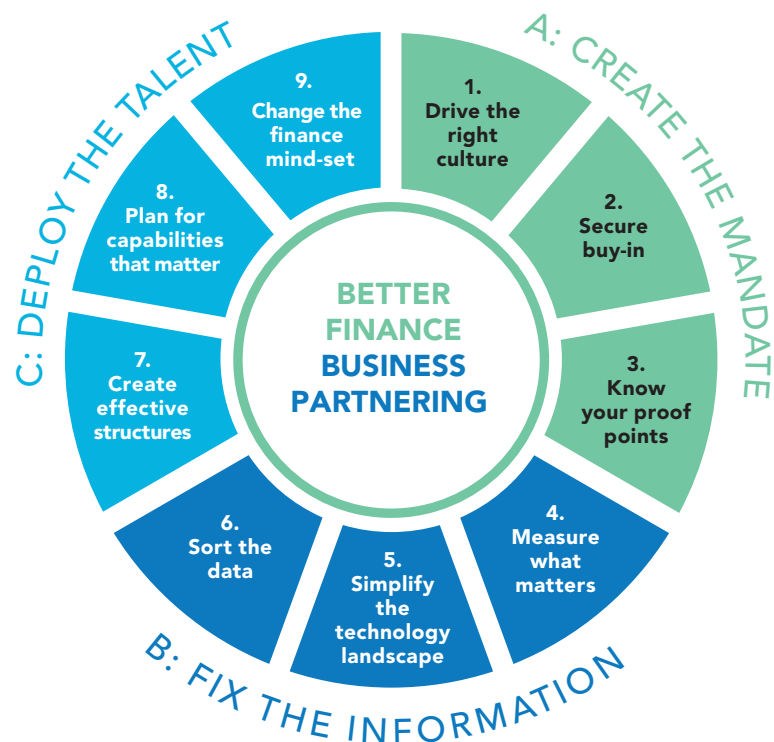 A: CREATE THE MANDATE
1.
Drive the
right
culture
2.
Secure
buy-in
3.
Know
your proof
points
B: FIX THE INFORMATION
4.
Measure
what
matters
5.
Simplify
the
technology
landscape
6.
Sort the
data
C: DEPLOY THE TALENT
7.
Create
effective
structures
8.
Plan for
capabilities
that matter
9.
Change the
finance
mind-set
BETTER
FINANCE
BUSINESS
PARTNERING